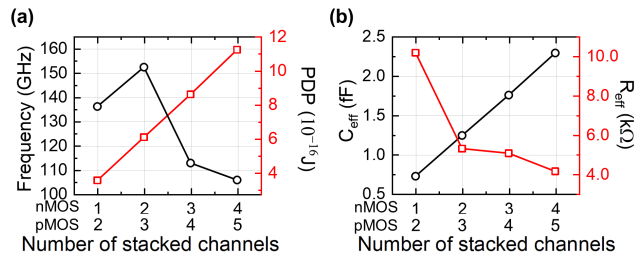 (a)
Frequency (GHz)
160
150
140
130
120
110
100
12
10
8
6
4
PDP (10⁻¹⁶J)
nMOS 1 2 3 4
pMOS 2 3 4 5
Number of stacked channels
(b)
C_eff (fF)
2.5
2.0
1.5
1.0
0.5
10.0
8.0
6.0
4.0
R_eff (kΩ)
nMOS 1 2 3 4
pMOS 2 3 4 5
Number of stacked channels